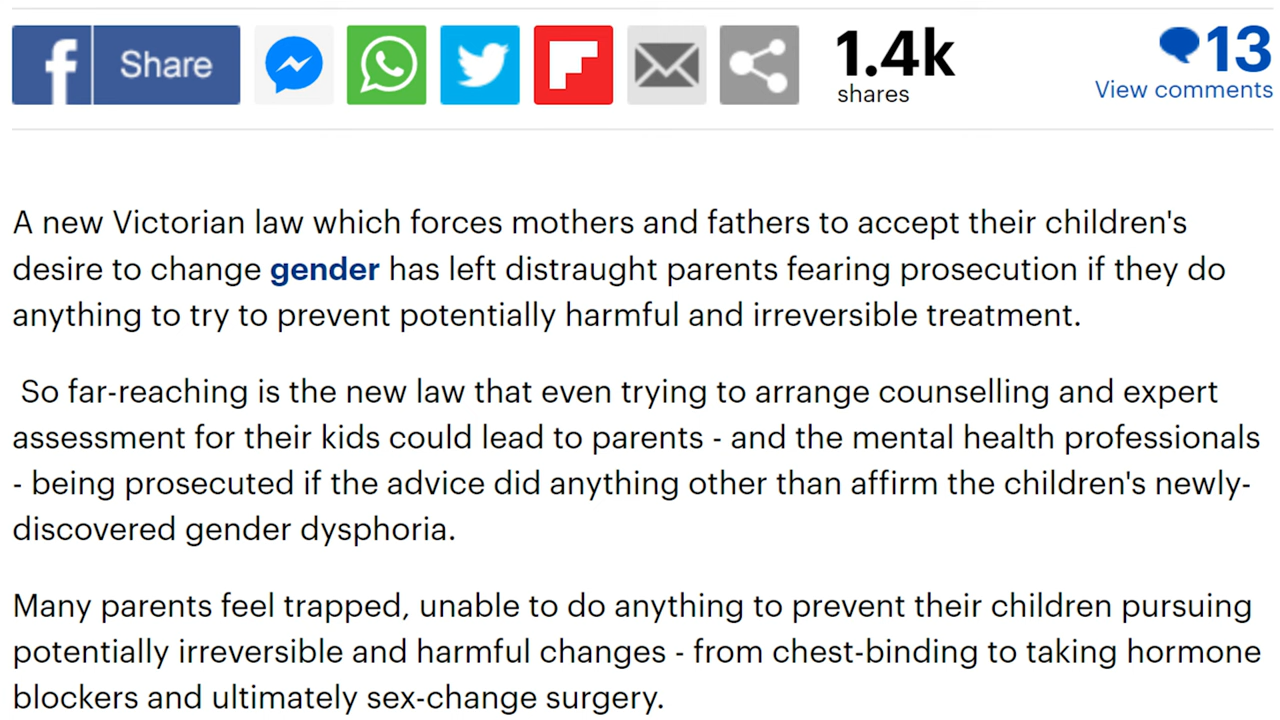 Share
1.4k
shares
13
View comments
A new Victorian law which forces mothers and fathers to accept their children's
desire to change gender has left distraught parents fearing prosecution if they do
anything to try to prevent potentially harmful and irreversible treatment.
So far-reaching is the new law that even trying to arrange counselling and expert
assessment for their kids could lead to parents - and the mental health professionals
- being prosecuted if the advice did anything other than affirm the children's newly-
discovered gender dysphoria.
Many parents feel trapped, unable to do anything to prevent their children pursuing
potentially irreversible and harmful changes - from chest-binding to taking hormone
blockers and ultimately sex-change surgery.